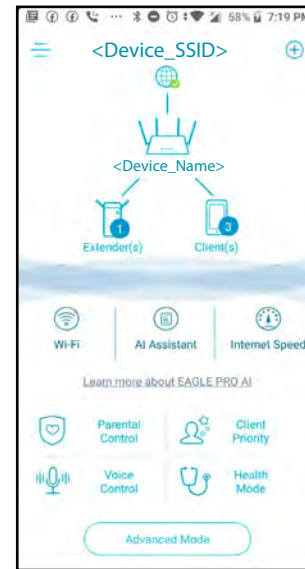 58% 7:19 PM
<Device_SSID>
<Device_Name>
1
3
Extender(s) Client(s)
Wi-Fi AI Assistant Internet Speed
Learn more about EAGLE PRO AI
Parental Control
Client Priority
Voice Control
Health Mode
Advanced Mode